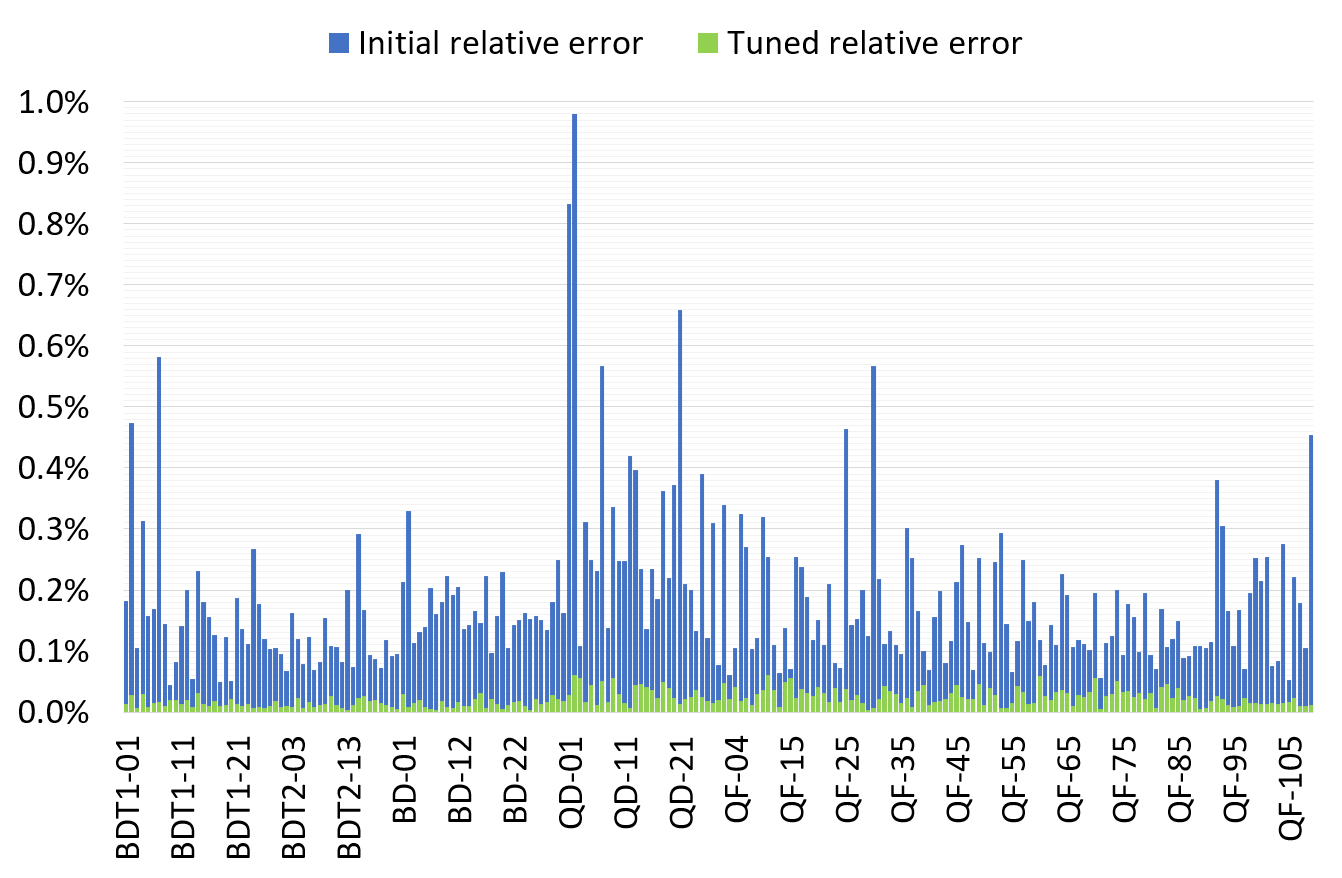 Initial relative error Tuned relative error
1.0%
0.9%
0.8%
0.7%
0.6%
0.5%
0.4%
0.3%
0.2%
0.1%
0.0%
BDT1-01
BDT1-11
BDT1-21
BDT2-03
BDT2-13
BD-01
BD-12
BD-22
QD-01
QD-11
QD-21
QF-04
QF-15
QF-25
QF-35
QF-45
QF-55
QF-65
QF-75
QF-85
QF-95
QF-105